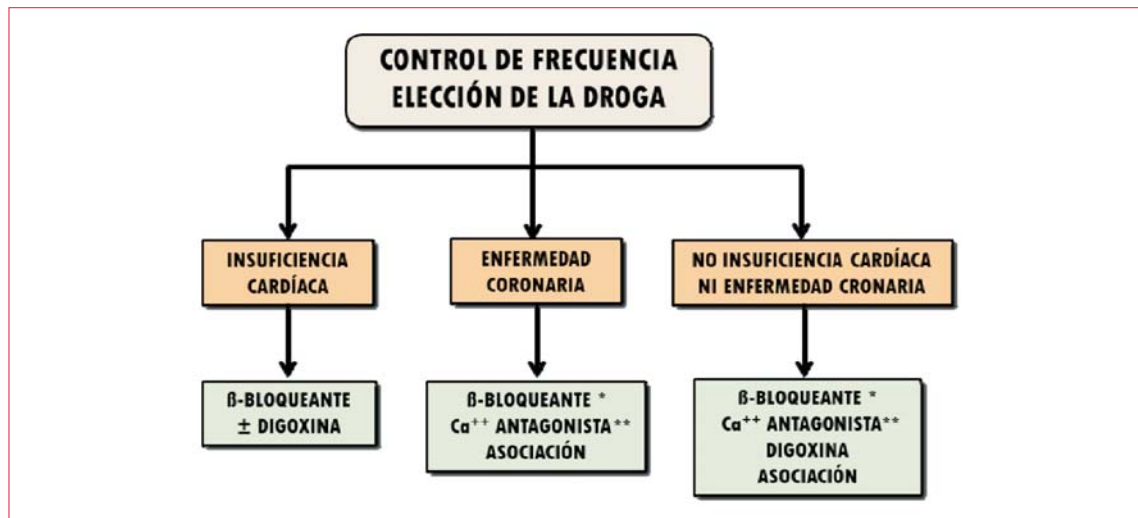 CONTROL DE FRECUENCIA
ELECCIÓN DE LA DROGA
INSUFICIENCIA
CARDÍACA
ENFERMEDAD
CORONARIA
NO INSUFICIENCIA CARDÍACA
NI ENFERMEDAD CRONARIA
ß-BLOQUEANTE
± DIGOXINA
ß-BLOQUEANTE *
Ca⁺⁺ ANTAGONISTA**
ASOCIACIÓN
ß-BLOQUEANTE *
Ca⁺⁺ ANTAGONISTA**
DIGOXINA
ASOCIACIÓN